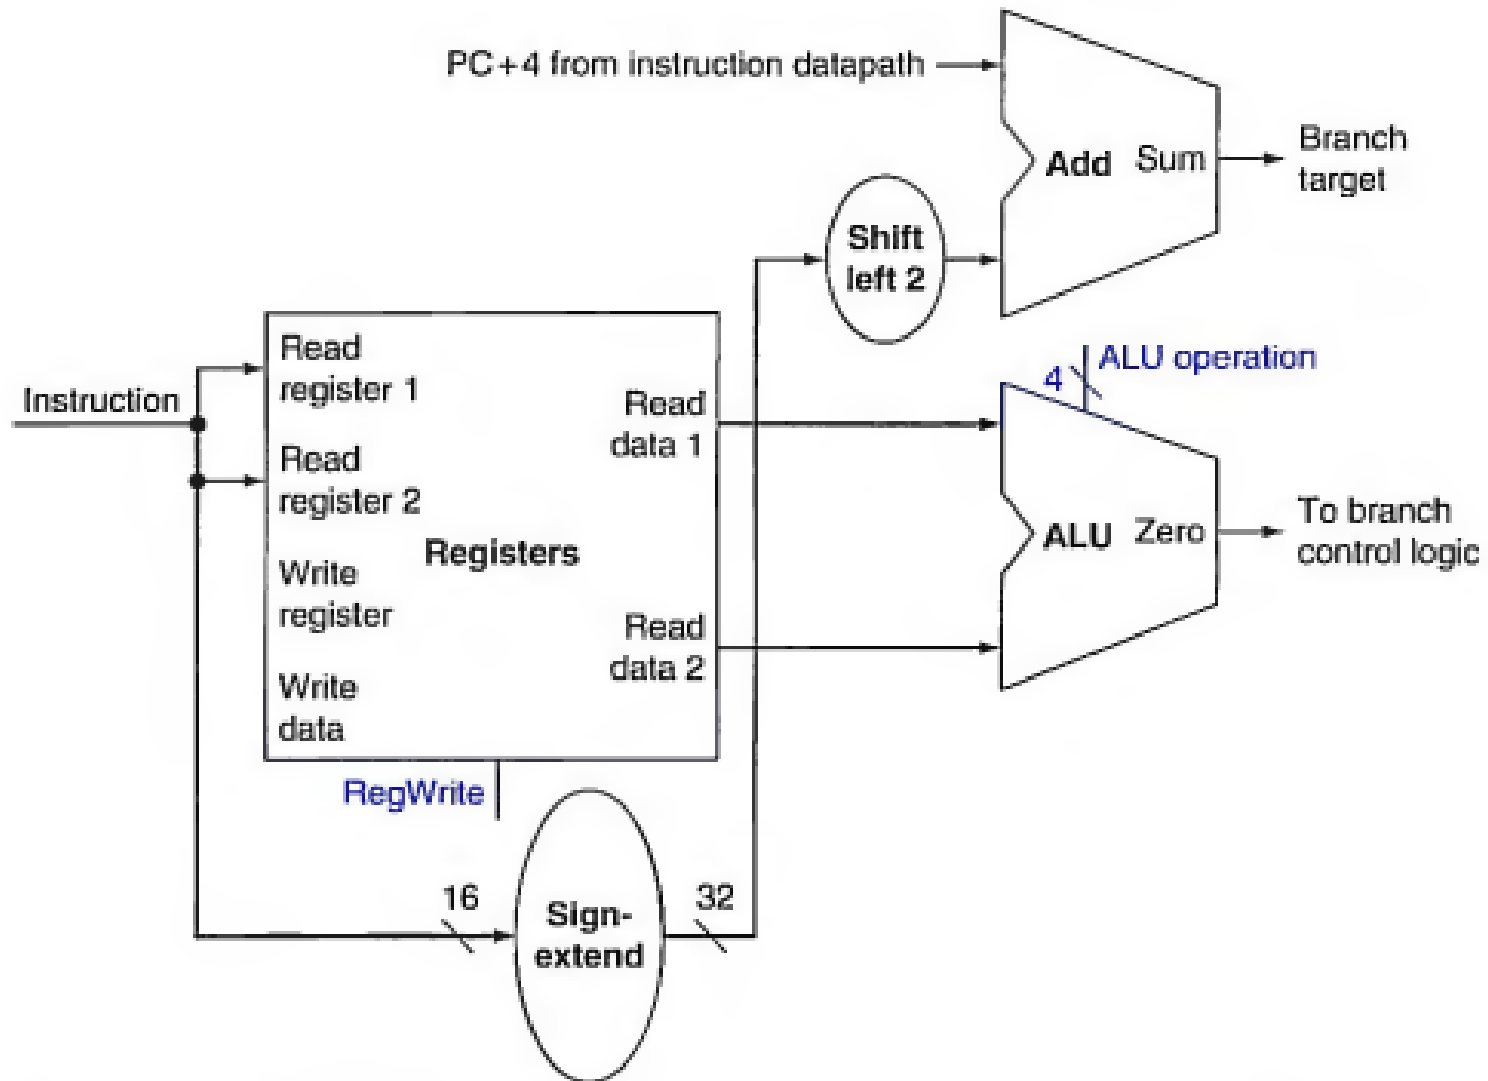 PC+4 from instruction datapath
Add Sum
Branch
target
Shift
left 2
ALU operation
4
Instruction
Read
register 1
Read
register 2
Write
register
Write
data
Registers
Read
data 1
Read
data 2
ALU Zero
To branch
control logic
RegWrite
16
Sign-
extend
32